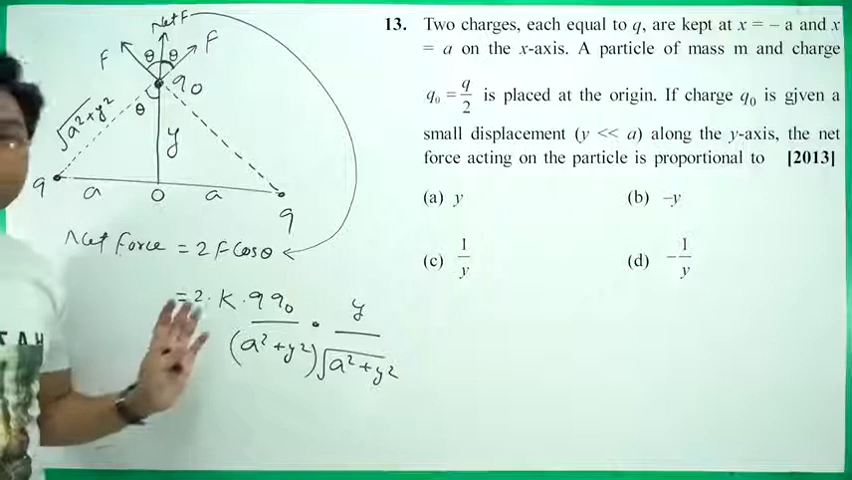 Net F
F
θ
θ
F
q0
θ
√a²+y²
y
q
a
0
a
q
Net Force = 2 F Cosθ
= 2 · K · q q0 / (a² + y²) · y / √a² + y²
13. Two charges, each equal to q, are kept at x = – a and x
= a on the x-axis. A particle of mass m and charge
q0 = q/2 is placed at the origin. If charge q0 is given a
small displacement (y << a) along the y-axis, the net
force acting on the particle is proportional to [2013]
(a) y (b) –y
(c) 1/y (d) –1/y